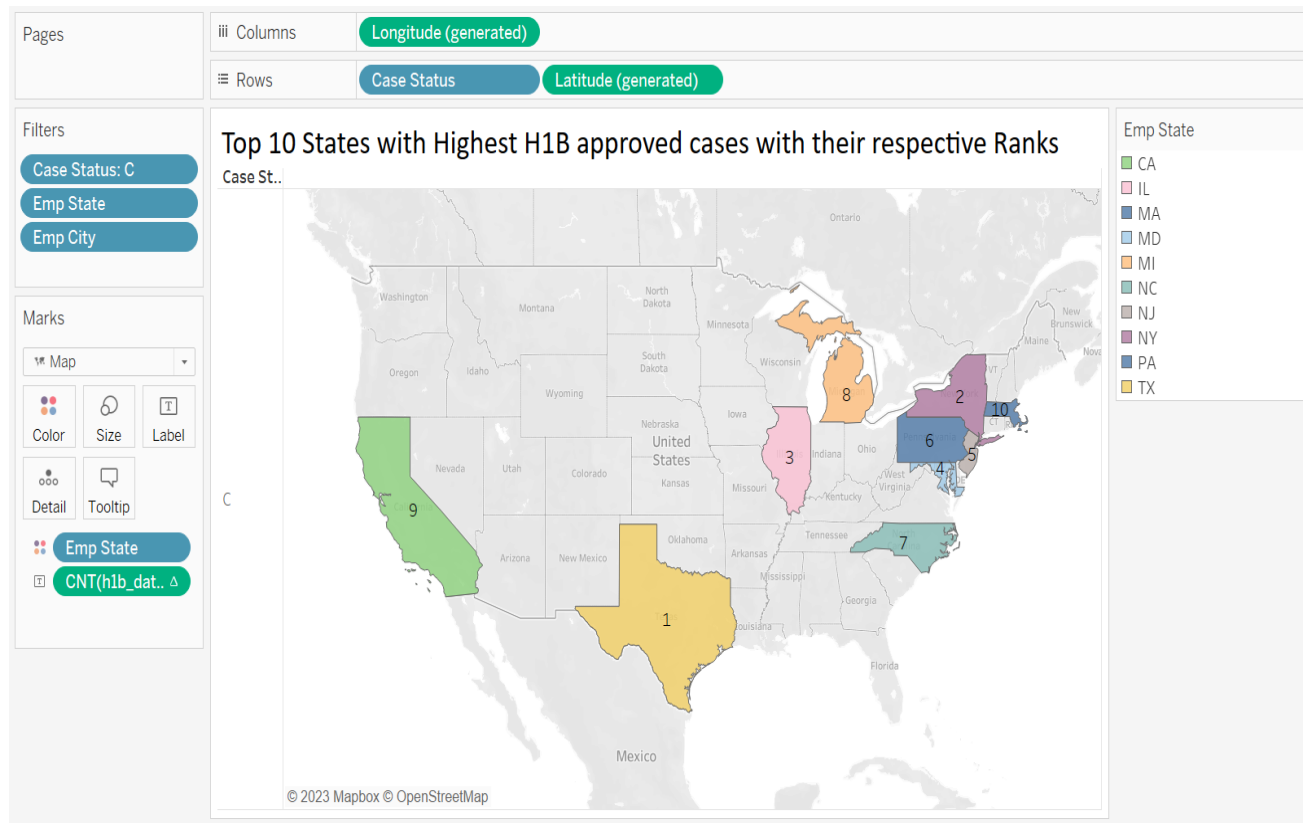 Pages
Columns
Longitude (generated)
Rows
Case Status
Latitude (generated)
Filters
Case Status: C
Emp State
Emp City
Marks
Map
Color
Size
Label
Detail
Tooltip
Emp State
CNT(h1b_dat.. Δ
Top 10 States with Highest H1B approved cases with their respective Ranks
Case St..
C
Ontario
Washington
Montana
North
Dakota
Minnesota
New
Brunswick
Maine
Nova
Oregon
Idaho
South
Dakota
Wisconsin
VT
Wyoming
8
2
10
Iowa
CT
Nebraska
United
States
Nevada
Utah
Colorado
Kansas
Missouri
3
Indiana
Ohio
6
5
4
West
Virginia
Kentucky
9
Arizona
New Mexico
Oklahoma
Arkansas
Tennessee
7
Mississippi
Georgia
1
Louisiana
Florida
Mexico
© 2023 Mapbox © OpenStreetMap
Emp State
CA
IL
MA
MD
MI
NC
NJ
NY
PA
TX